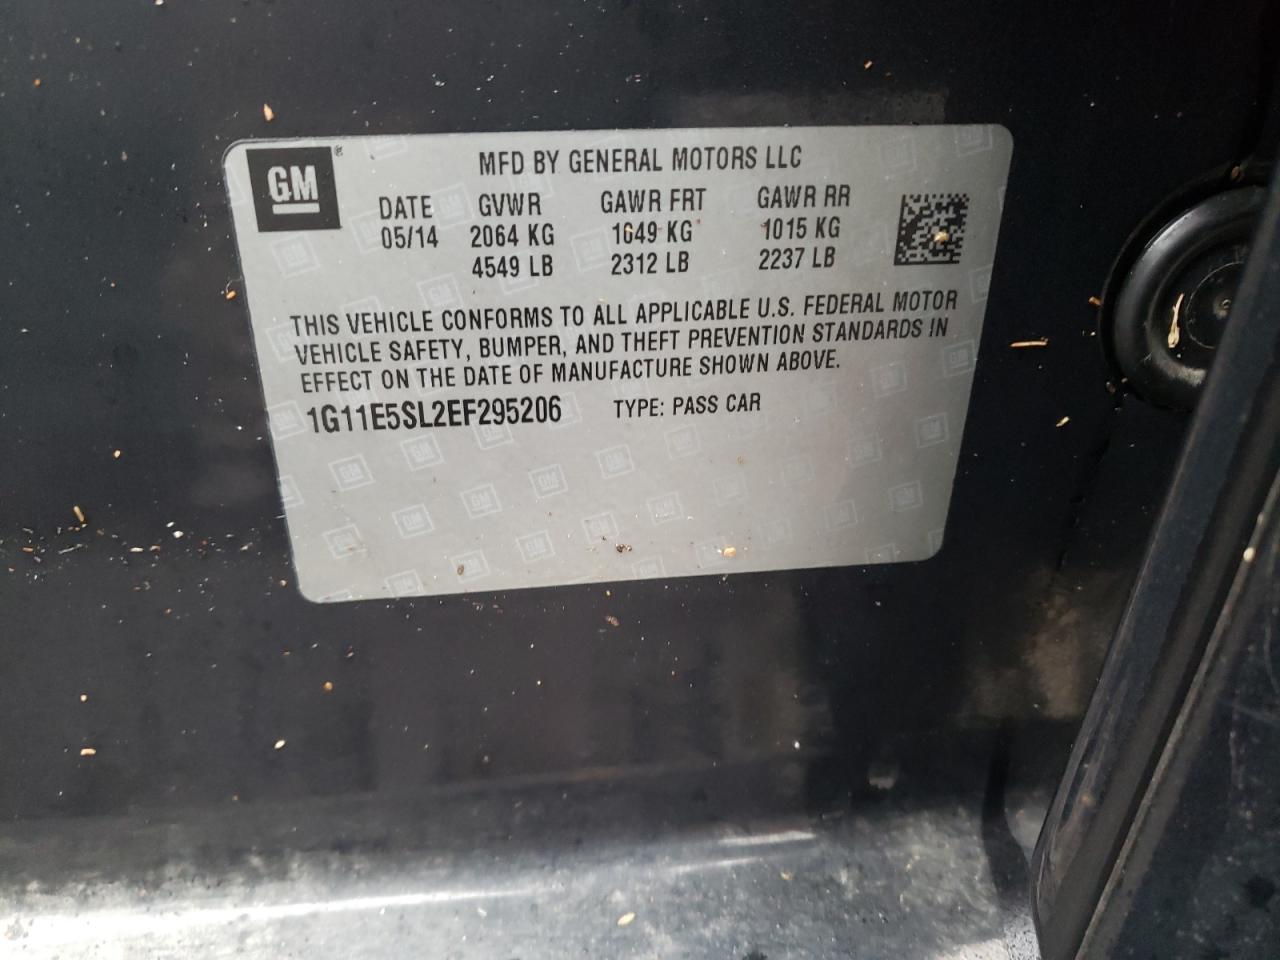 GM
MFD BY GENERAL MOTORS LLC
DATE GVWR GAWR FRT GAWR RR
05/14 2064 KG 1049 KG 1015 KG
4549 LB 2312 LB 2237 LB
THIS VEHICLE CONFORMS TO ALL APPLICABLE U.S. FEDERAL MOTOR
VEHICLE SAFETY, BUMPER, AND THEFT PREVENTION STANDARDS IN
EFFECT ON THE DATE OF MANUFACTURE SHOWN ABOVE.
1G11E5SL2EF295206 TYPE: PASS CAR